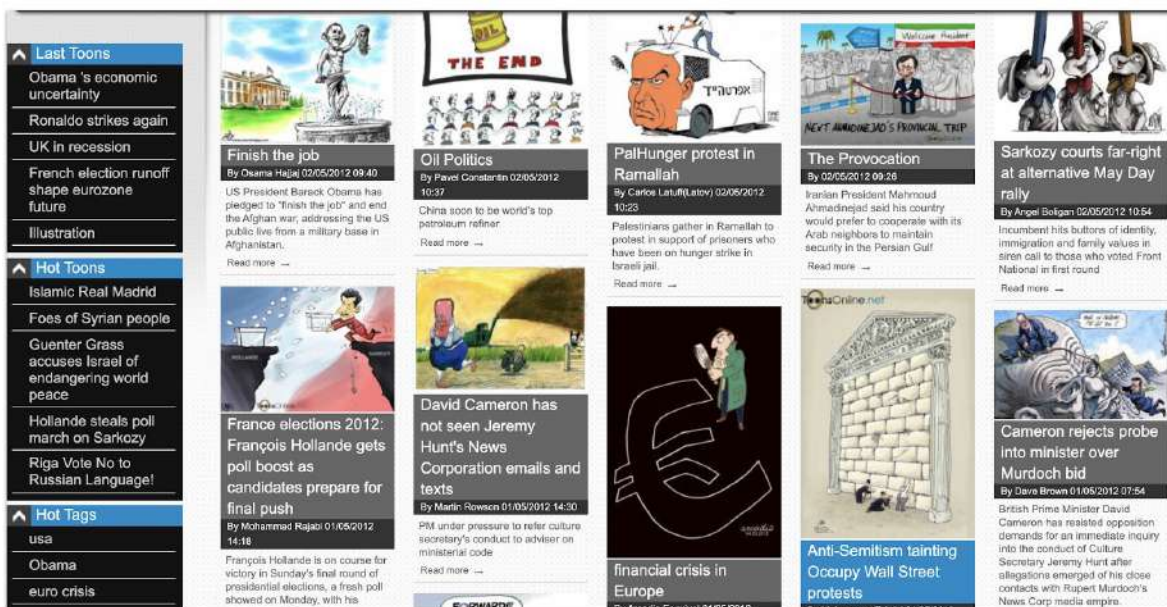 Last Toons
Obama 's economic
uncertainty
Ronaldo strikes again
UK in recession
French election runoff
shape eurozone
future
Illustration
Hot Toons
Islamic Real Madrid
Foes of Syrian people
Guenter Grass
accuses Israel of
endangering world
peace
Hollande steals poll
march on Sarkozy
Riga Vote No to
Russian Language!
Hot Tags
usa
Obama
euro crisis
Finish the job
By Osama Hajjaj 02/05/2012 09:40
US President Barack Obama has
pledged to "finish the job" and end
the Afghan war, addressing the US
public live from a military base in
Afghanistan.
Read more →
HOLLANDE
SARKOZY
ToonsOnline.net
France elections 2012:
François Hollande gets
poll boost as
candidates prepare for
final push
By Mohammad Rajabi 01/05/2012
14:18
François Hollande is on course for
victory in Sunday's final round of
presidential elections, a fresh poll
showed on Monday, with his
OIL
THE END
Oil Politics
By Pavel Constantin 02/05/2012
10:37
China soon to be world's top
petroleum refiner
Read more →
David Cameron has
not seen Jeremy
Hunt's News
Corporation emails and
texts
By Martin Rowson 01/05/2012 14:30
PM under pressure to refer culture
secretary's conduct to adviser on
ministerial code
Read more →
FORWARDS
אפרטהייד
PalHunger protest in
Ramallah
By Carlos Latuff(Latov) 02/05/2012
10:23
Palestinians gather in Ramallah to
protest in support of prisoners who
have been on hunger strike in
Israeli jail.
Read more →
financial crisis in
Europe
Welcome President
NEXT AHMADINEJAD'S PROVINCIAL TRIP
The Provocation
By 02/05/2012 09:26
Iranian President Mahmoud
Ahmadinejad said his country
would prefer to cooperate with its
Arab neighbors to maintain
security in the Persian Gulf
Read more →
ToonsOnline.net
Anti-Semitism tainting
Occupy Wall Street
protests
Sarkozy courts far-right
at alternative May Day
rally
By Angel Boligan 02/05/2012 10:54
Incumbent hits buttons of identity,
immigration and family values in
siren call to those who voted Front
National in first round
Read more →
Cameron rejects probe
into minister over
Murdoch bid
By Dave Brown 01/05/2012 07:54
British Prime Minister David
Cameron has resisted opposition
demands for an immediate inquiry
into the conduct of Culture
Secretary Jeremy Hunt after
allegations emerged of his close
contacts with Rupert Murdoch's
News Corp media empire.